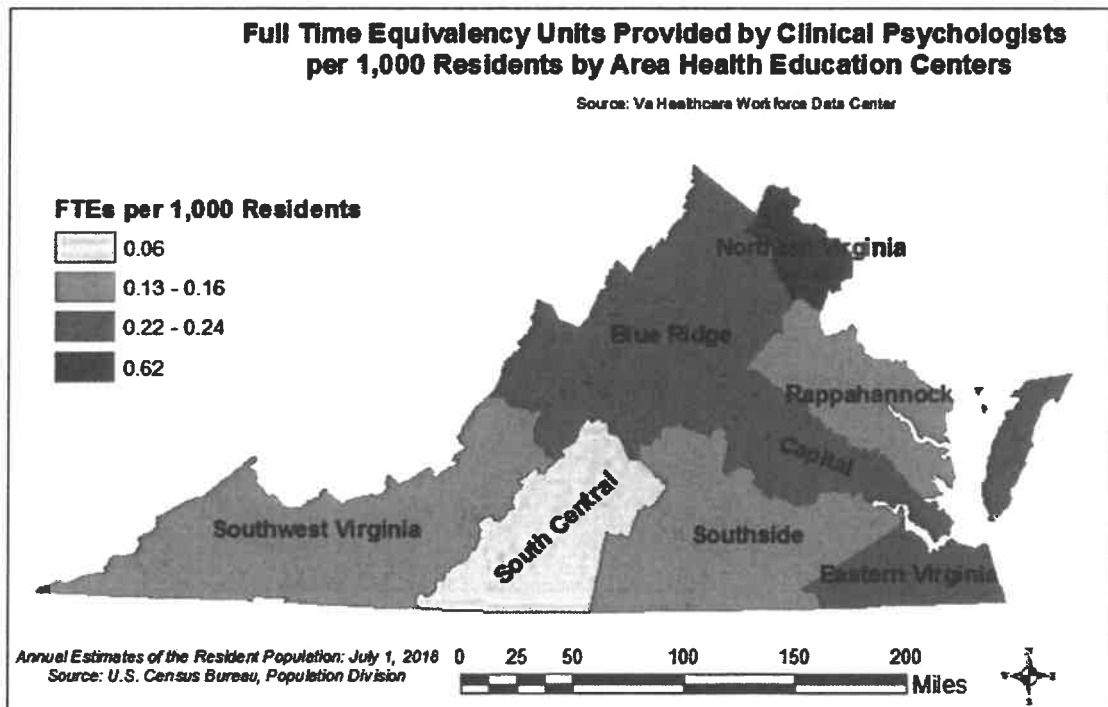 Full Time Equivalency Units Provided by Clinical Psychologists
per 1,000 Residents by Area Health Education Centers
Source: Va Healthcare Work force Data Center
FTEs per 1,000 Residents
0.06
0.13 - 0.16
0.22 - 0.24
0.62
Northern Virginia
Blue Ridge
Rappahannock
Capital
South Central
Southwest Virginia
Southside
Eastern Virginia
Annual Estimates of the Resident Population: July 1, 2018
Source: U.S. Census Bureau, Population Division
0 25 50 100 150 200
Miles